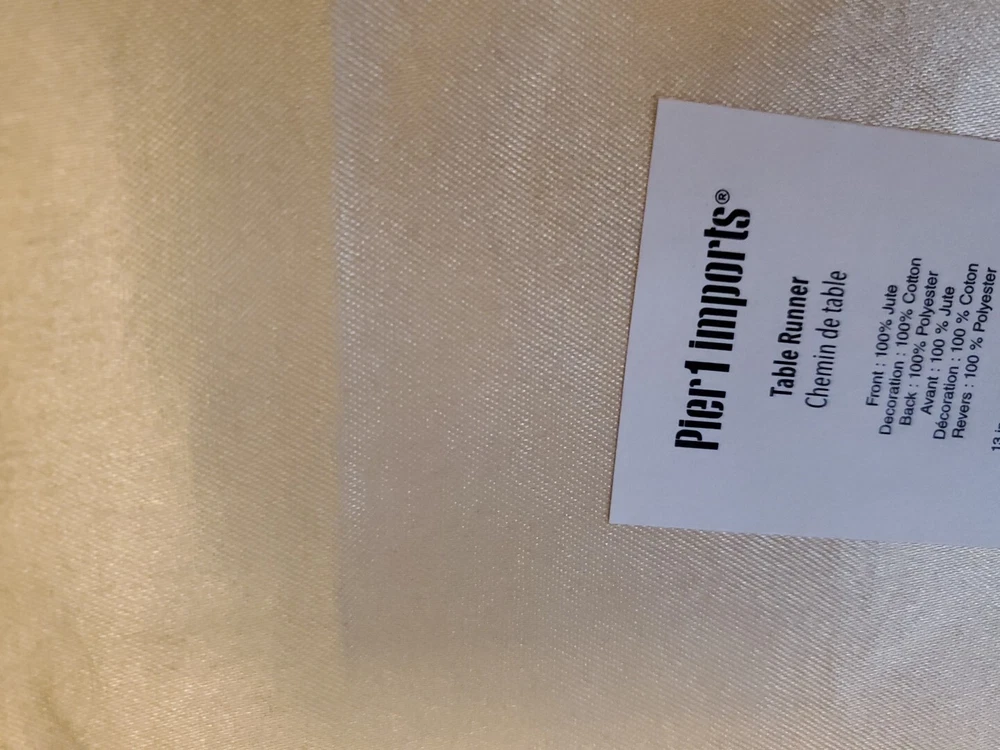 Pier1 imports®
Table Runner
Chemin de table
Front : 100% Jute
Decoration : 100% Cotton
Back : 100% Polyester
Avant : 100 % Jute
Décoration : 100 % Coton
Revers : 100 % Polyester
13